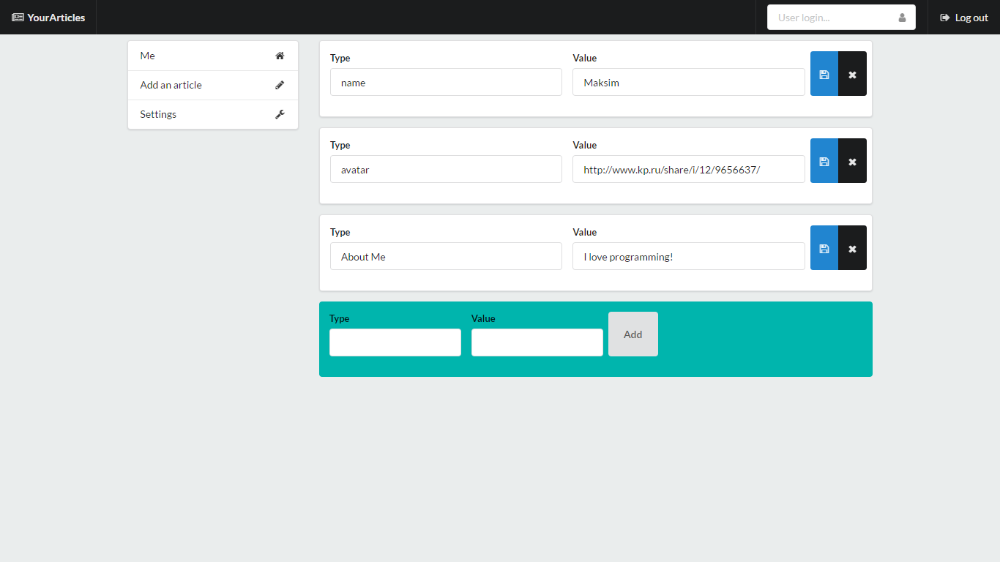 YourArticles
User login...
Log out
Me
Add an article
Settings
Type Value
name Maksim
Type Value
avatar http://www.kp.ru/share/i/12/9656637/
Type Value
About Me I love programming!
Type Value
Add